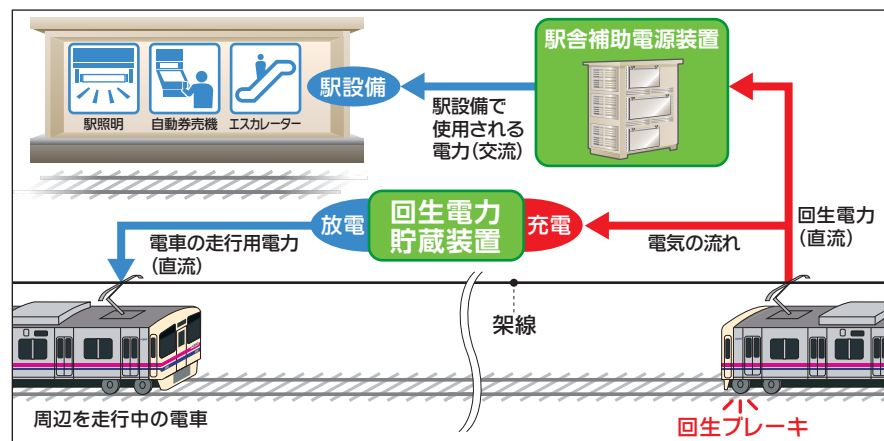 駅舎補助電源装置
駅設備
駅照明
自動券売機
エスカレーター
駅設備で
使用される
電力(交流)
放電
回生電力
貯蔵装置
充電
回生電力
(直流)
電車の走行用電力
(直流)
電気の流れ
架線
周辺を走行中の電車
回生ブレーキ